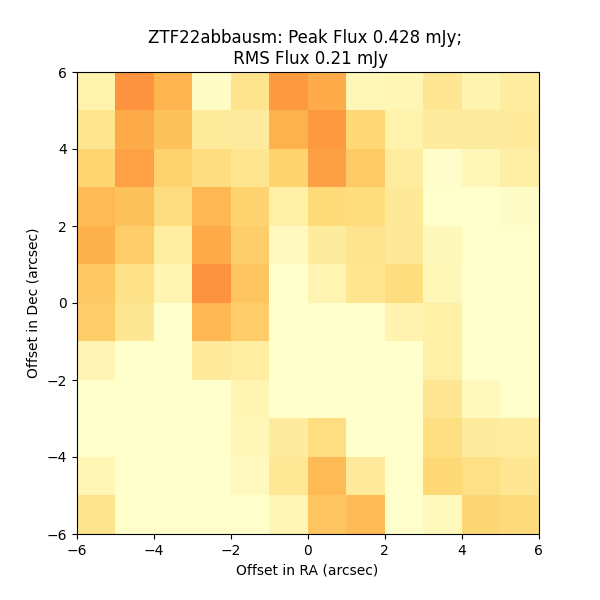 ZTF22abbausm: Peak Flux 0.428 mJy;
RMS Flux 0.21 mJy
6
4
2
0
−2
−4
−6
Offset in Dec (arcsec)
−6 −4 −2 0 2 4 6
Offset in RA (arcsec)